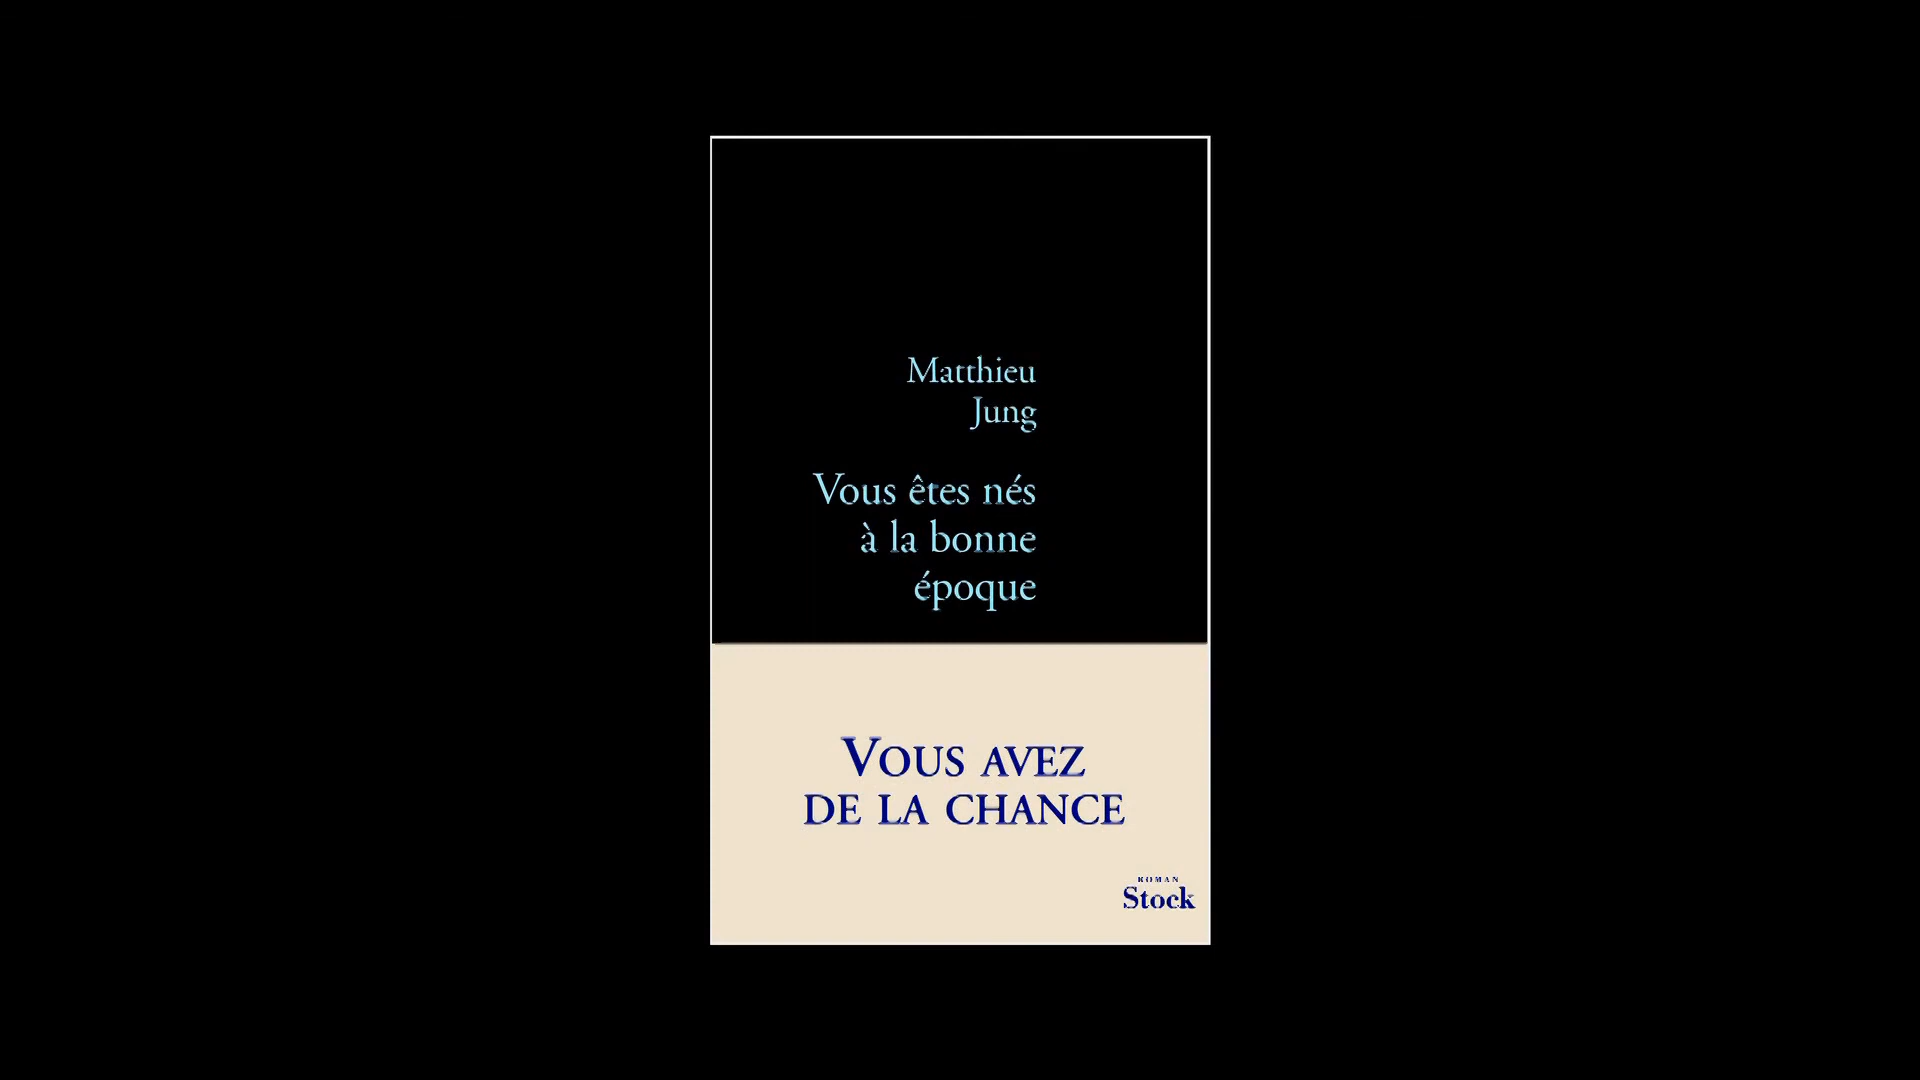 Matthieu
Jung
Vous êtes nés
à la bonne
époque
VOUS AVEZ
DE LA CHANCE
ROMAN
Stock